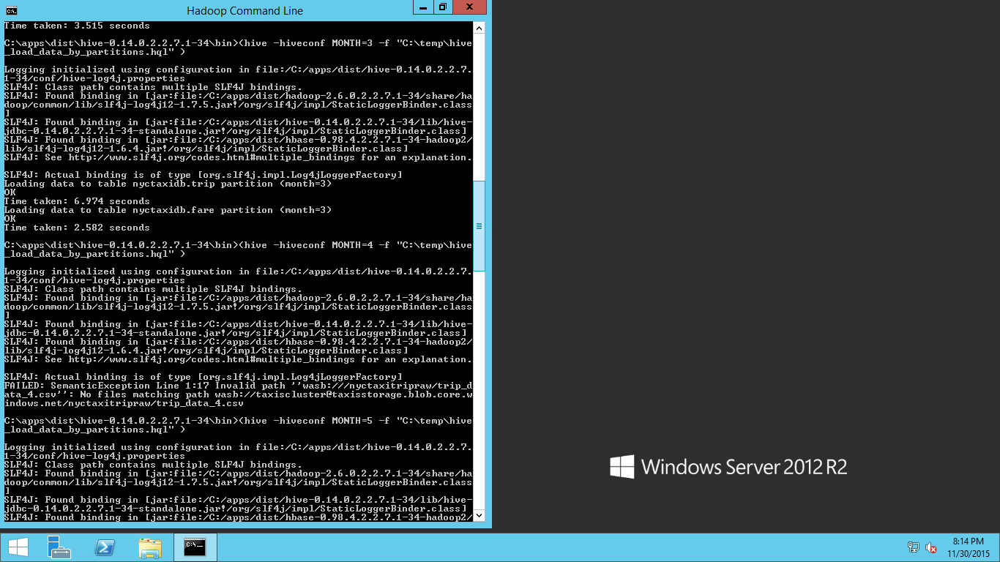 Hadoop Command Line
Time taken: 3.515 seconds
C:\apps\dist\hive-0.14.0.2.2.7.1-34\bin>(hive -hiveconf MONTH=3 -f "C:\temp\hive
_load_data_by_partitions.hql" )
Logging initialized using configuration in file:/C:/apps/dist/hive-0.14.0.2.2.7.
1-34/conf/hive-log4j.properties
SLF4J: Class path contains multiple SLF4J bindings.
SLF4J: Found binding in [jar:file:/C:/apps/dist/hadoop-2.6.0.2.2.7.1-34/share/ha
doop/common/lib/slf4j-log4j12-1.7.5.jar!/org/slf4j/impl/StaticLoggerBinder.class
]
SLF4J: Found binding in [jar:file:/C:/apps/dist/hive-0.14.0.2.2.7.1-34/lib/hive-
jdbc-0.14.0.2.2.7.1-34-standalone.jar!/org/slf4j/impl/StaticLoggerBinder.class]
SLF4J: Found binding in [jar:file:/C:/apps/dist/hbase-0.98.4.2.2.7.1-34-hadoop2/
lib/slf4j-log4j12-1.6.4.jar!/org/slf4j/impl/StaticLoggerBinder.class]
SLF4J: See http://www.slf4j.org/codes.html#multiple_bindings for an explanation.
SLF4J: Actual binding is of type [org.slf4j.impl.Log4jLoggerFactory]
Loading data to table nyctaxidb.trip partition (month=3)
OK
Time taken: 6.974 seconds
Loading data to table nyctaxidb.fare partition (month=3)
OK
Time taken: 2.582 seconds
C:\apps\dist\hive-0.14.0.2.2.7.1-34\bin>(hive -hiveconf MONTH=4 -f "C:\temp\hive
_load_data_by_partitions.hql" )
Logging initialized using configuration in file:/C:/apps/dist/hive-0.14.0.2.2.7.
1-34/conf/hive-log4j.properties
SLF4J: Class path contains multiple SLF4J bindings.
SLF4J: Found binding in [jar:file:/C:/apps/dist/hadoop-2.6.0.2.2.7.1-34/share/ha
doop/common/lib/slf4j-log4j12-1.7.5.jar!/org/slf4j/impl/StaticLoggerBinder.class
]
SLF4J: Found binding in [jar:file:/C:/apps/dist/hive-0.14.0.2.2.7.1-34/lib/hive-
jdbc-0.14.0.2.2.7.1-34-standalone.jar!/org/slf4j/impl/StaticLoggerBinder.class]
SLF4J: Found binding in [jar:file:/C:/apps/dist/hbase-0.98.4.2.2.7.1-34-hadoop2/
lib/slf4j-log4j12-1.6.4.jar!/org/slf4j/impl/StaticLoggerBinder.class]
SLF4J: See http://www.slf4j.org/codes.html#multiple_bindings for an explanation.
SLF4J: Actual binding is of type [org.slf4j.impl.Log4jLoggerFactory]
FAILED: SemanticException Line 1:17 Invalid path ''wasb:///nyctaxitripraw/trip_d
ata_4.csv'': No files matching path wasb://taxiscluster@taxisstorage.blob.core.w
indows.net/nyctaxitripraw/trip_data_4.csv
C:\apps\dist\hive-0.14.0.2.2.7.1-34\bin>(hive -hiveconf MONTH=5 -f "C:\temp\hive
_load_data_by_partitions.hql" )
Logging initialized using configuration in file:/C:/apps/dist/hive-0.14.0.2.2.7.
1-34/conf/hive-log4j.properties
SLF4J: Class path contains multiple SLF4J bindings.
SLF4J: Found binding in [jar:file:/C:/apps/dist/hadoop-2.6.0.2.2.7.1-34/share/ha
doop/common/lib/slf4j-log4j12-1.7.5.jar!/org/slf4j/impl/StaticLoggerBinder.class
]
SLF4J: Found binding in [jar:file:/C:/apps/dist/hive-0.14.0.2.2.7.1-34/lib/hive-
jdbc-0.14.0.2.2.7.1-34-standalone.jar!/org/slf4j/impl/StaticLoggerBinder.class]
SLF4J: Found binding in [jar:file:/C:/apps/dist/hbase-0.98.4.2.2.7.1-34-hadoop2/
Windows Server 2012 R2
8:14 PM
11/30/2015